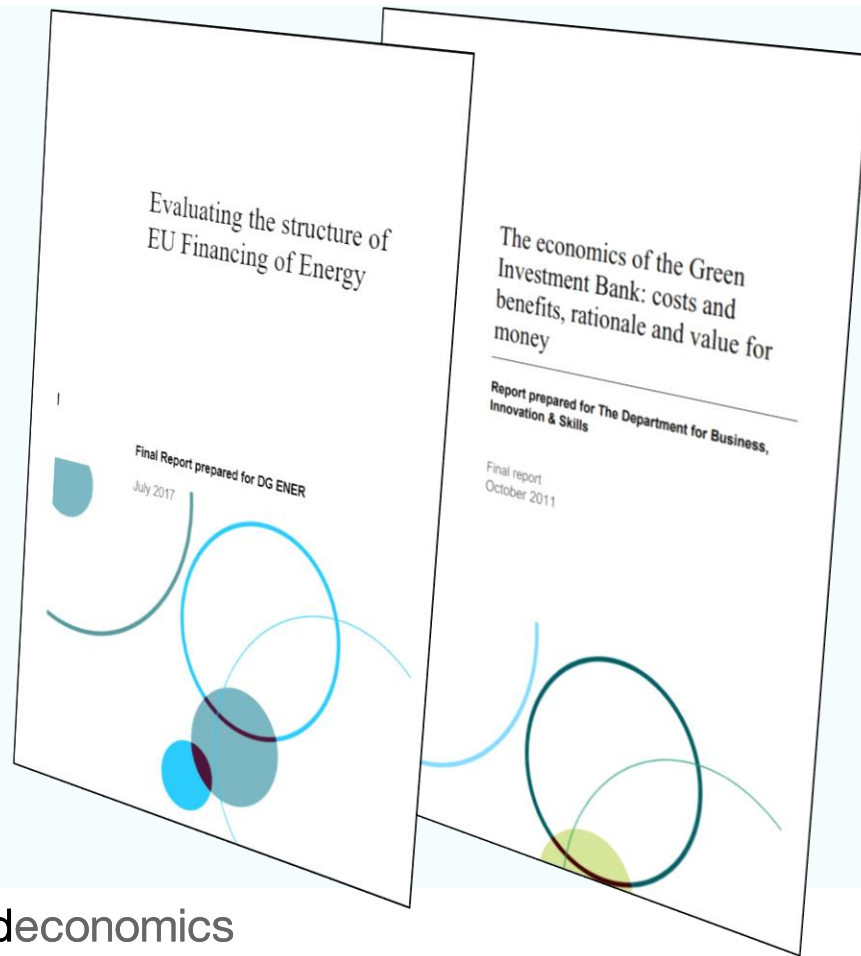 Evaluating the structure of
EU Financing of Energy
Final Report prepared for DG ENER
July 2017
The economics of the Green
Investment Bank: costs and
benefits, rationale and value for
money
Report prepared for The Department for Business,
Innovation & Skills
Final report
October 2011
deconomics